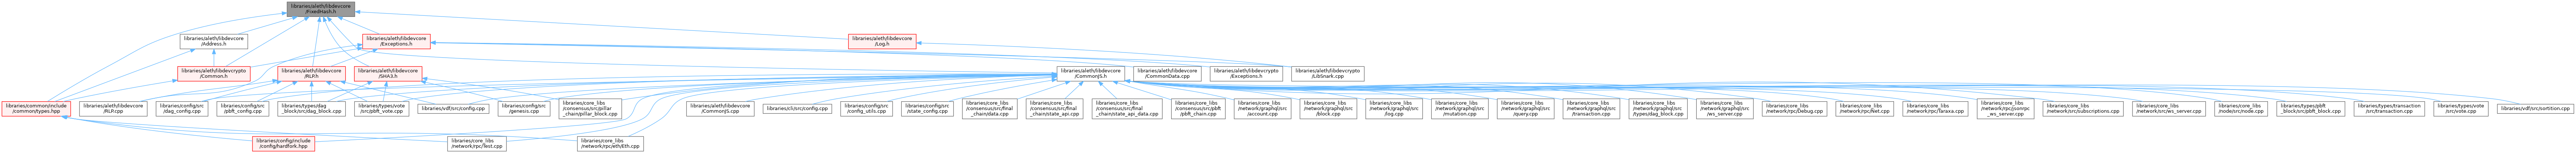 libraries/aleth/libdevcore
/FixedHash.h
libraries/aleth/libdevcore
/Address.h
libraries/aleth/libdevcore
/Exceptions.h
libraries/aleth/libdevcore
/Log.h
libraries/aleth/libdevcrypto
/Common.h
libraries/aleth/libdevcore
/RLP.h
libraries/aleth/libdevcore
/SHA3.h
libraries/aleth/libdevcore
/CommonJS.h
libraries/aleth/libdevcore
/CommonData.cpp
libraries/aleth/libdevcrypto
/Exceptions.h
libraries/aleth/libdevcrypto
/LibSnark.cpp
libraries/common/include
/common/types.hpp
libraries/aleth/libdevcore
/RLP.cpp
libraries/config/src
/dag_config.cpp
libraries/config/src
/pbft_config.cpp
libraries/types/dag
_block/src/dag_block.cpp
libraries/types/vote
/src/pbft_vote.cpp
libraries/vdf/src/config.cpp
libraries/config/src
/genesis.cpp
libraries/core_libs
/consensus/src/pillar
_chain/pillar_block.cpp
libraries/aleth/libdevcore
/CommonJS.cpp
libraries/cli/src/config.cpp
libraries/config/src
/config_utils.cpp
libraries/config/src
/state_config.cpp
libraries/core_libs
/consensus/src/final
_chain/data.cpp
libraries/core_libs
/consensus/src/final
_chain/state_api.cpp
libraries/core_libs
/consensus/src/final
_chain/state_api_data.cpp
libraries/core_libs
/consensus/src/pbft
/pbft_chain.cpp
libraries/core_libs
/network/graphql/src
/account.cpp
libraries/core_libs
/network/graphql/src
/block.cpp
libraries/core_libs
/network/graphql/src
/log.cpp
libraries/core_libs
/network/graphql/src
/mutation.cpp
libraries/core_libs
/network/graphql/src
/query.cpp
libraries/core_libs
/network/graphql/src
/transaction.cpp
libraries/core_libs
/network/graphql/src
/types/dag_block.cpp
libraries/core_libs
/network/graphql/src
/ws_server.cpp
libraries/core_libs
/network/rpc/Debug.cpp
libraries/core_libs
/network/rpc/Net.cpp
libraries/core_libs
/network/rpc/Taraxa.cpp
libraries/core_libs
/network/rpc/jsonrpc
_ws_server.cpp
libraries/core_libs
/network/src/subscriptions.cpp
libraries/core_libs
/network/src/ws_server.cpp
libraries/core_libs
/node/src/node.cpp
libraries/types/pbft
_block/src/pbft_block.cpp
libraries/types/transaction
/src/transaction.cpp
libraries/types/vote
/src/vote.cpp
libraries/vdf/src/sortition.cpp
libraries/config/include
/config/hardfork.hpp
libraries/core_libs
/network/rpc/Test.cpp
libraries/core_libs
/network/rpc/eth/Eth.cpp